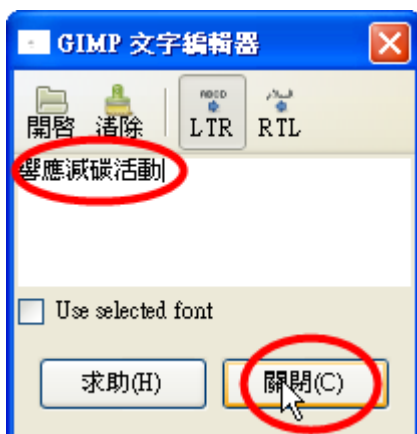 GIMP 文字編輯器
開啓 清除 LTR RTL
響應減碳活動
Use selected font
求助(H) 關閉(C)